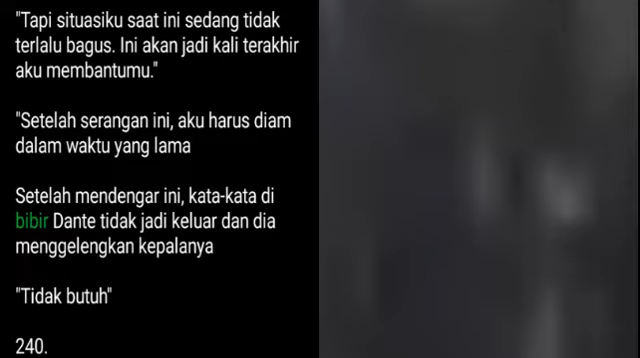 "Tapi situasiku saat ini sedang tidak
terlalu bagus. Ini akan jadi kali terakhir
aku membantumu."
"Setelah serangan ini, aku harus diam
dalam waktu yang lama
Setelah mendengar ini, kata-kata di
bibir Dante tidak jadi keluar dan dia
menggelengkan kepalanya
"Tidak butuh"
240.